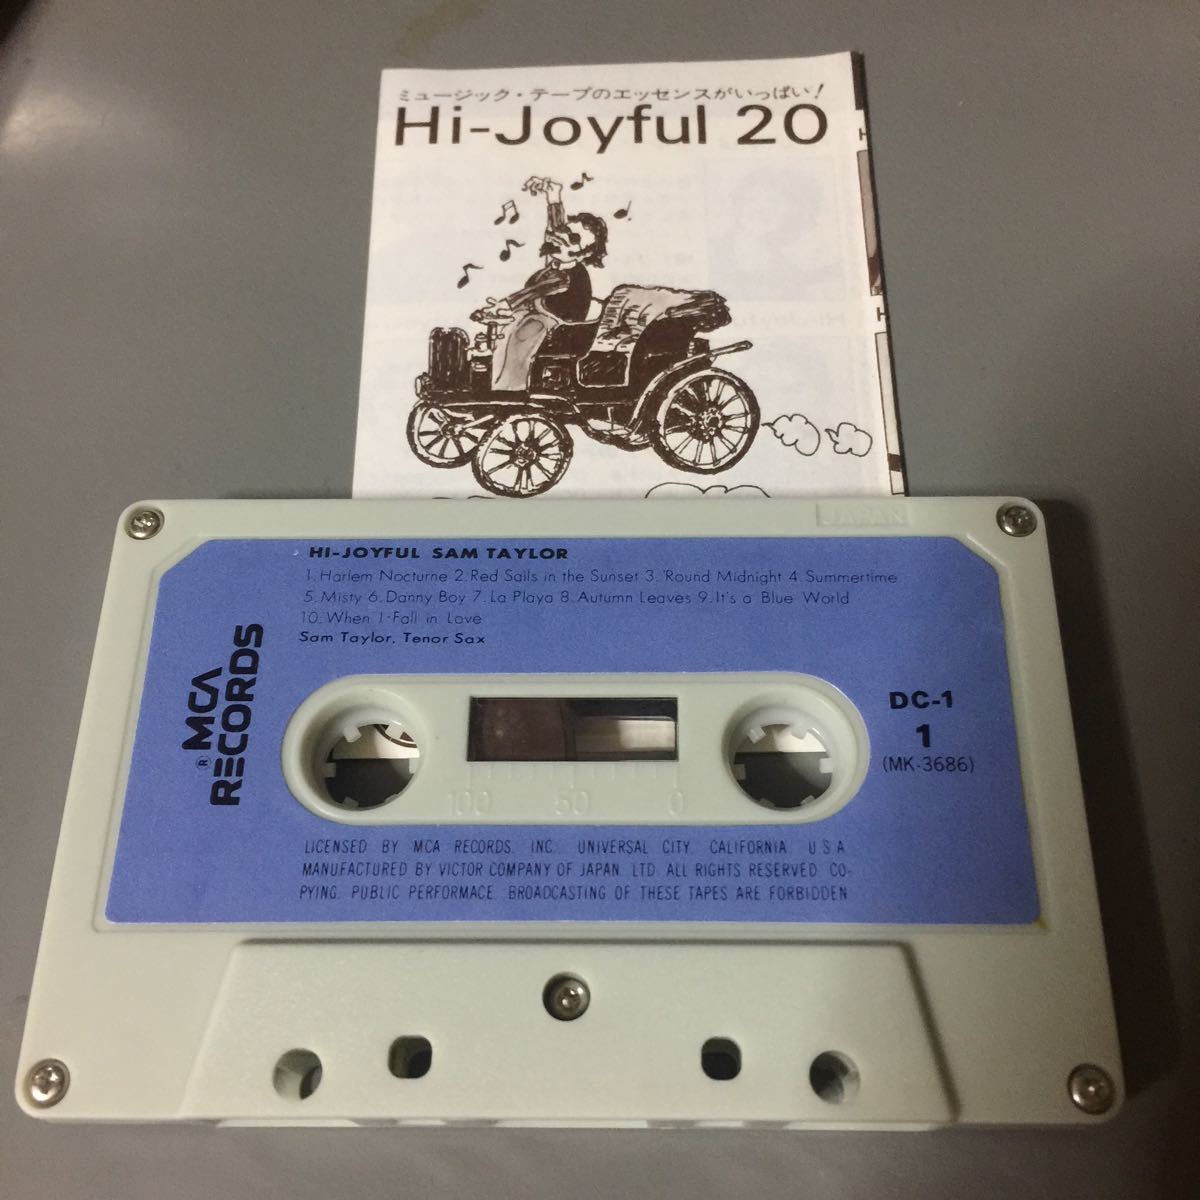 ミュージック・テープのエッセンスがいっぱい!
Hi-Joyful 20
JAPAN
HI-JOYFUL SAM TAYLOR
1. Harlem Nocturne 2. Red Sails in the Sunset 3. 'Round Midnight 4. Summertime
5. Misty 6. Danny Boy 7. La Playa 8. Autumn Leaves 9. It's a Blue World
10. When I Fall in Love
Sam Taylor, Tenor Sax
® MCA
RECORDS
DC-1
1
(MK-3686)
100 50 0
LICENSED BY MCA RECORDS, INC. UNIVERSAL CITY, CALIFORNIA, U.S.A.
MANUFACTURED BY VICTOR COMPANY OF JAPAN, LTD. ALL RIGHTS RESERVED. CO-
PYING. PUBLIC PERFORMACE. BROADCASTING OF THESE TAPES ARE FORBIDDEN